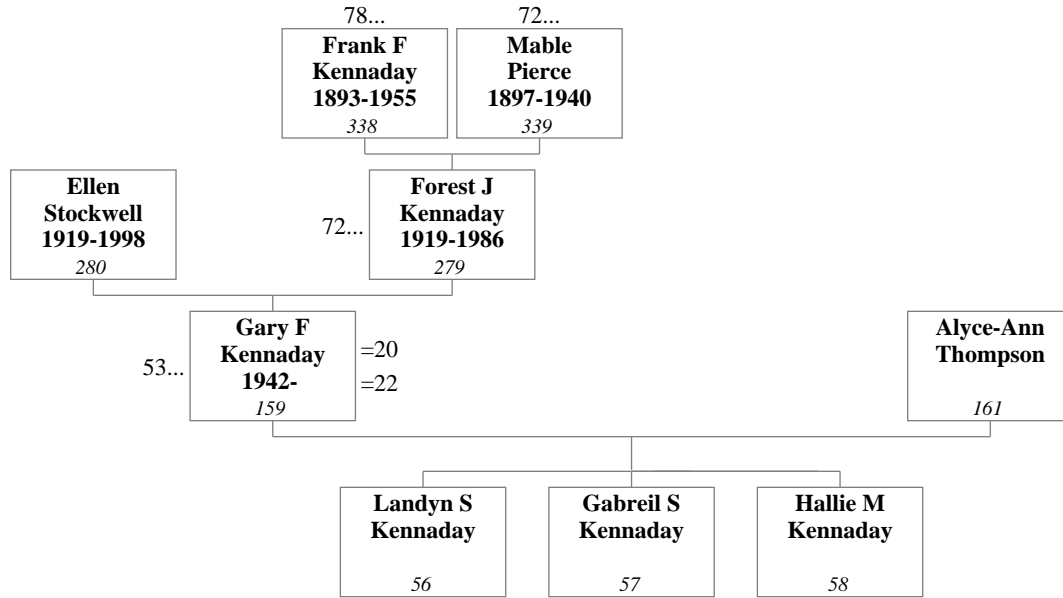 78...
72...
Frank F
Kennaday
1893-1955
338
Mable
Pierce
1897-1940
339
Ellen
Stockwell
1919-1998
280
72...
Forest J
Kennaday
1919-1986
279
53...
Gary F
Kennaday
1942-
159
=20
=22
Alyce-Ann
Thompson
161
Landyn S
Kennaday
56
Gabreil S
Kennaday
57
Hallie M
Kennaday
58